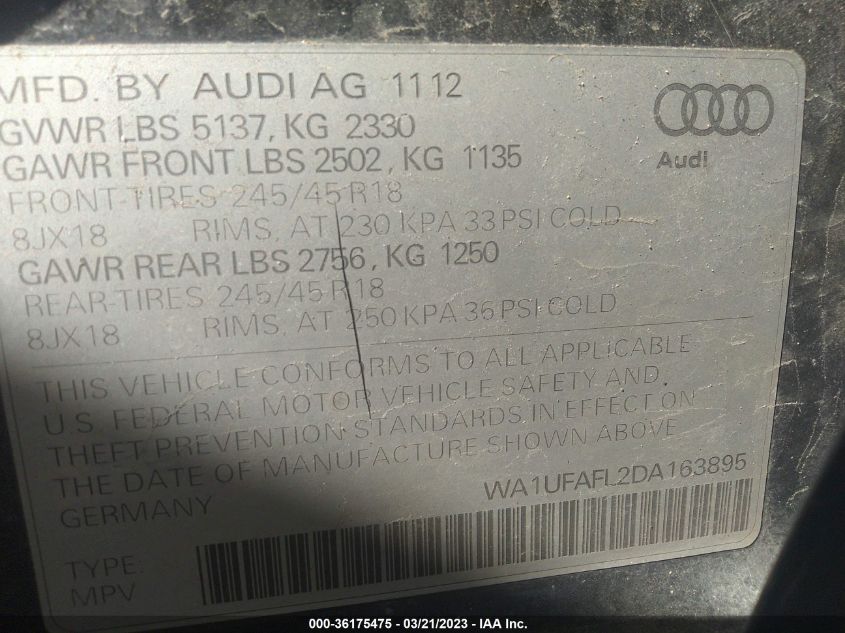 MFD. BY AUDI AG 11 12
GVWR LBS 5137, KG 2330
GAWR FRONT LBS 2502, KG 1135
FRONT-TIRES 245/45 R18
8JX18 RIMS, AT 230 KPA 33 PSI COLD
GAWR REAR LBS 2756, KG 1250
REAR-TIRES 245/45 R18
8JX18 RIMS, AT 250 KPA 36 PSI COLD
Audi
THIS VEHICLE CONFORMS TO ALL APPLICABLE
U.S. FEDERAL MOTOR VEHICLE SAFETY AND
THEFT PREVENTION STANDARDS IN EFFECT ON
THE DATE OF MANUFACTURE SHOWN ABOVE
GERMANY WA1UFAFL2DA163895
TYPE:
MPV
000-36175475 - 03/21/2023 - IAA Inc.